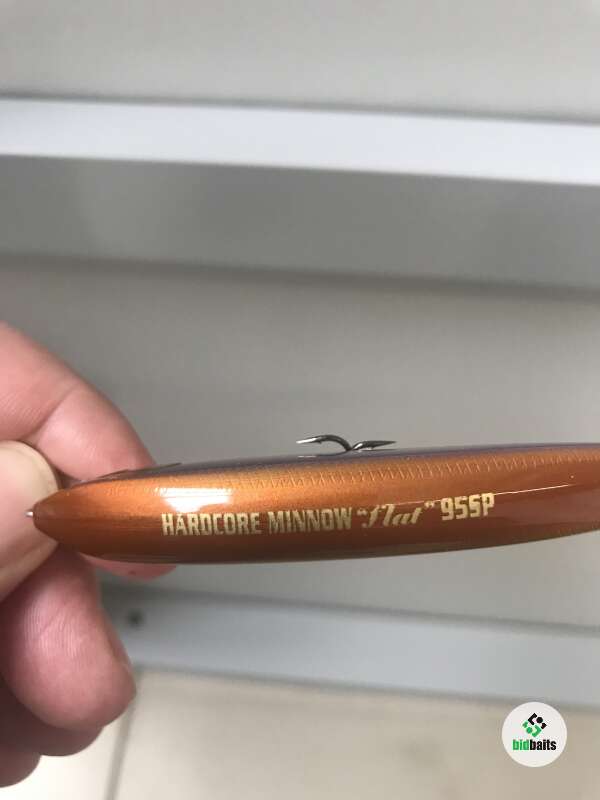 HARDCORE MINNOW "Flat" 95SP
bidbaits